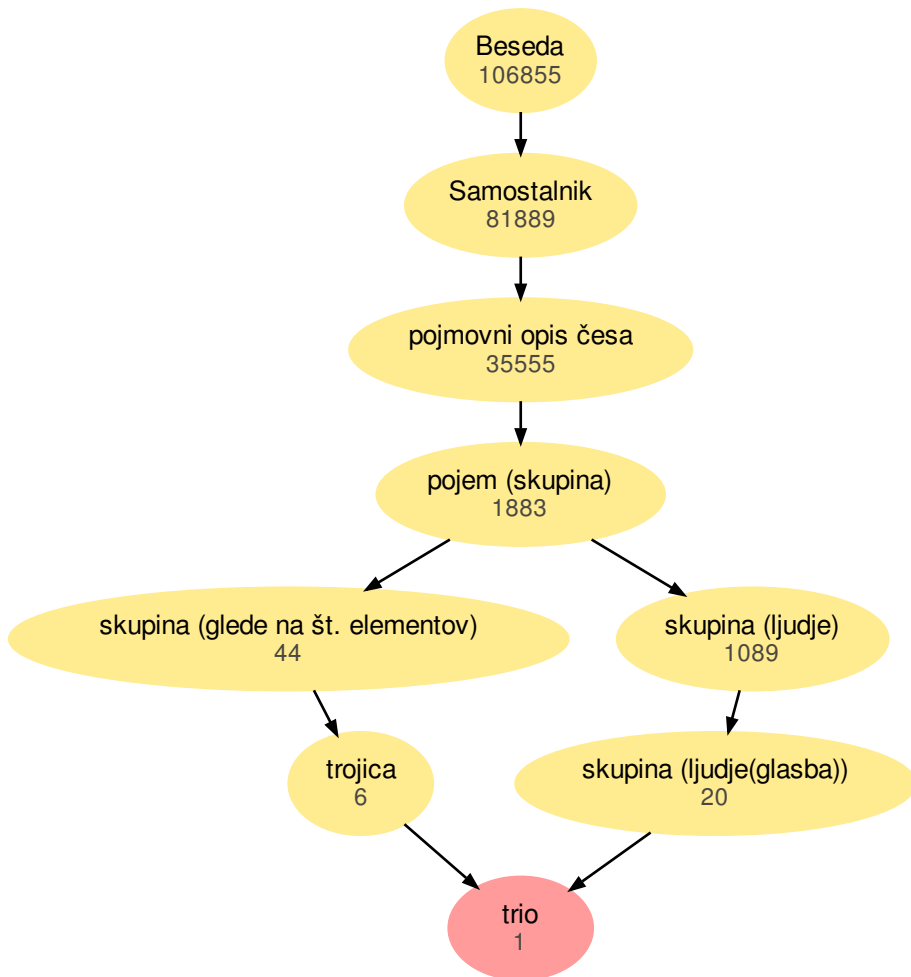 Beseda
106855
Samostalnik
81889
pojmovni opis česa
35555
pojem (skupina)
1883
skupina (glede na št. elementov)
44
skupina (ljudje)
1089
trojica
6
skupina (ljudje(glasba))
20
trio
1